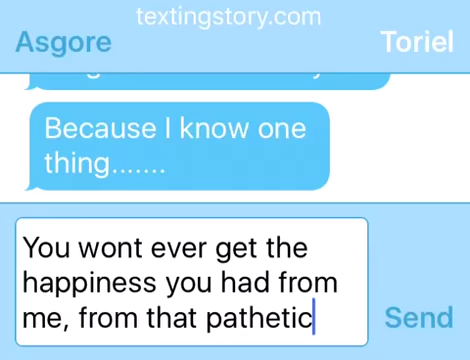 textingstory.com
Asgore
Toriel
Because I know one
thing.......
You wont ever get the
happiness you had from
me, from that pathetic
Send